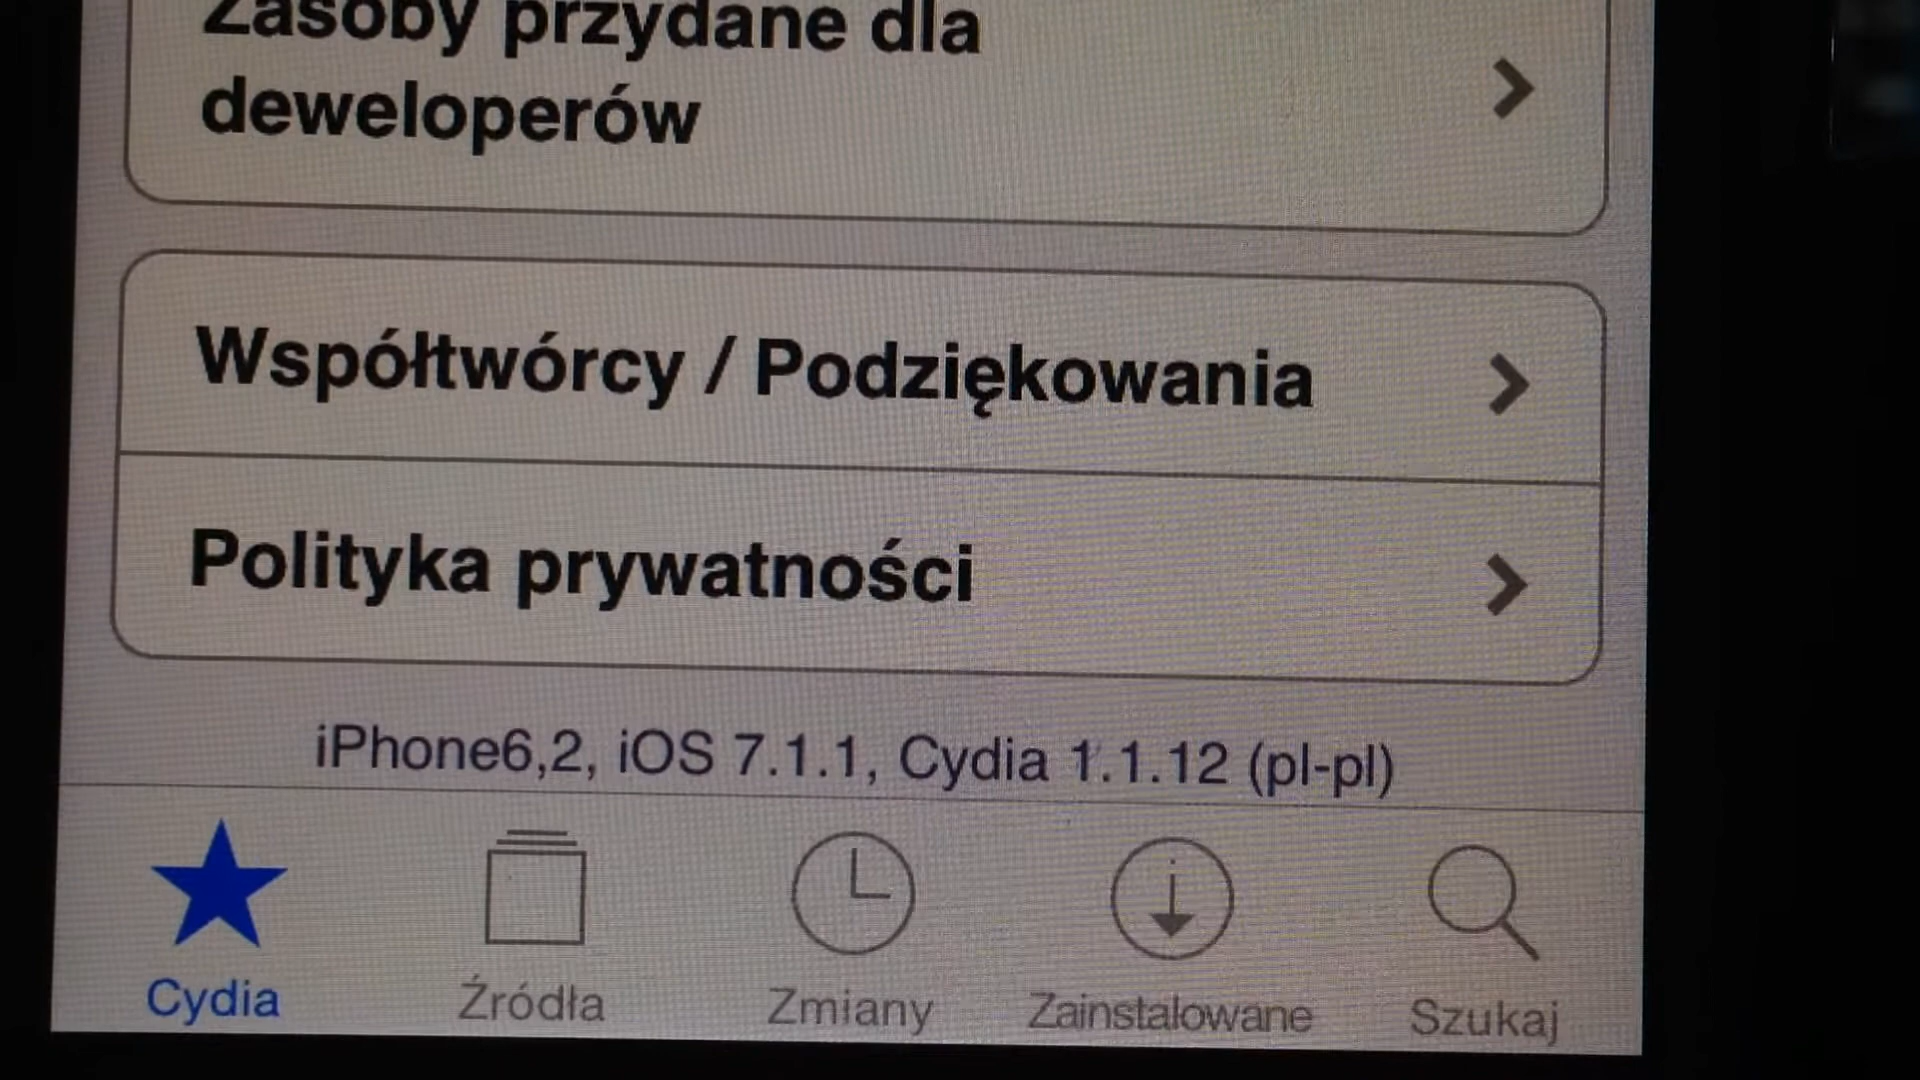 Zasoby przydane dla
deweloperów
Współtwórcy / Podziękowania
Polityka prywatności
iPhone6,2, iOS 7.1.1, Cydia 1.1.12 (pl-pl)
Cydia
Źródła
Zmiany
Zainstalowane
Szukaj